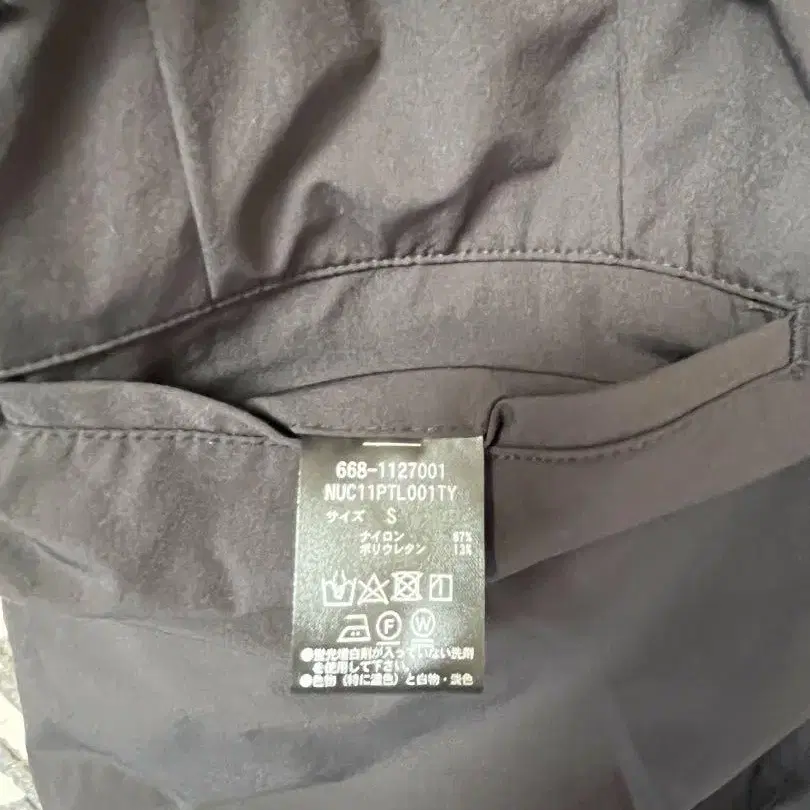 668-1127001
NUC11PTL001TY
サイズ S
ナイロン 87%
ポリウレタン 13%
F W
●蛍光増白剤が入っていない洗剤
を使用して下さい。
●色物（特に濃色）と白物・淡色